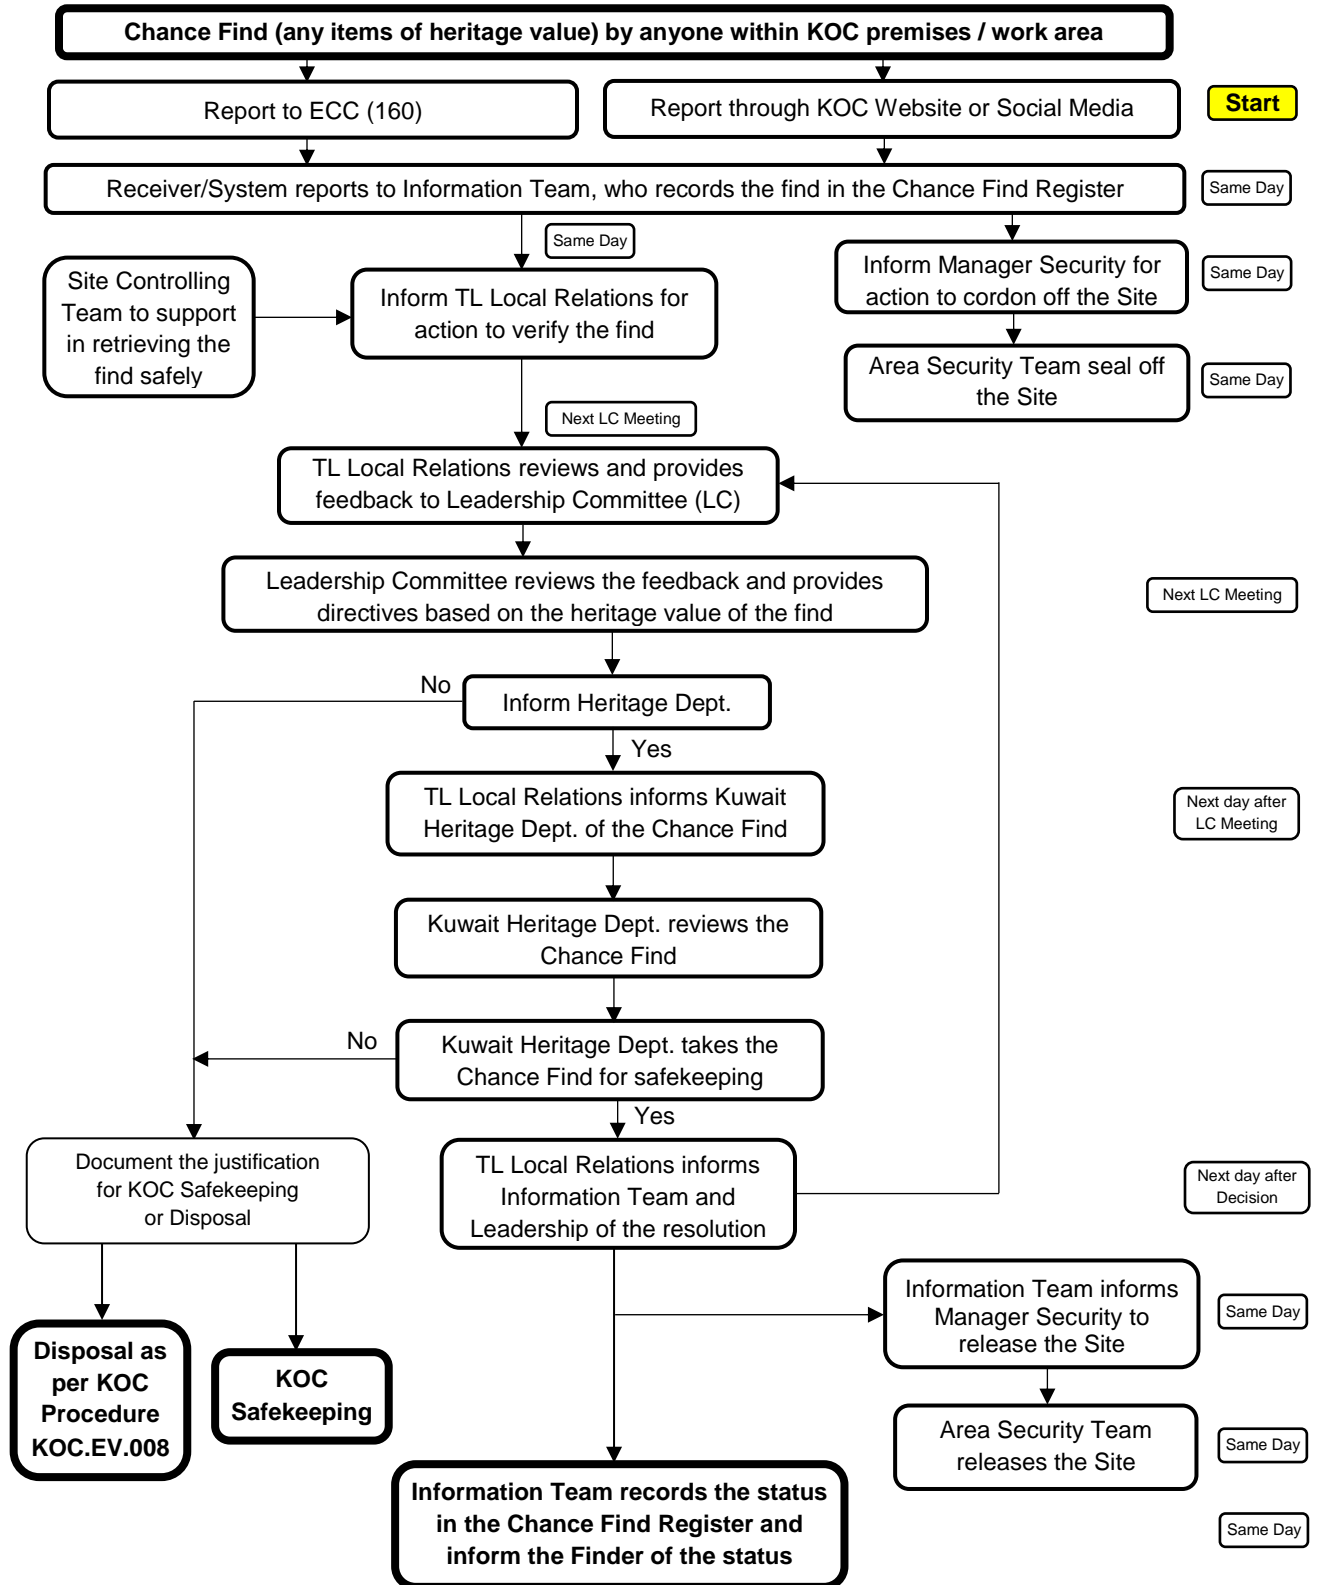 Chance Find (any items of heritage value) by anyone within KOC premises / work area
Report to ECC (160)
Report through KOC Website or Social Media
Start
Receiver/System reports to Information Team, who records the find in the Chance Find Register
Same Day
Same Day
Site Controlling
Team to support
in retrieving the
find safely
Inform TL Local Relations for
action to verify the find
Inform Manager Security for
action to cordon off the Site
Same Day
Area Security Team seal off
the Site
Same Day
Next LC Meeting
TL Local Relations reviews and provides
feedback to Leadership Committee (LC)
Leadership Committee reviews the feedback and provides
directives based on the heritage value of the find
Next LC Meeting
No
Inform Heritage Dept.
Yes
TL Local Relations informs Kuwait
Heritage Dept. of the Chance Find
Next day after
LC Meeting
Kuwait Heritage Dept. reviews the
Chance Find
No
Kuwait Heritage Dept. takes the
Chance Find for safekeeping
Yes
Document the justification
for KOC Safekeeping
or Disposal
TL Local Relations informs
Information Team and
Leadership of the resolution
Next day after
Decision
Information Team informs
Manager Security to
release the Site
Same Day
Disposal as
per KOC
Procedure
KOC.EV.008
KOC
Safekeeping
Area Security Team
releases the Site
Same Day
Information Team records the status
in the Chance Find Register and
inform the Finder of the status
Same Day